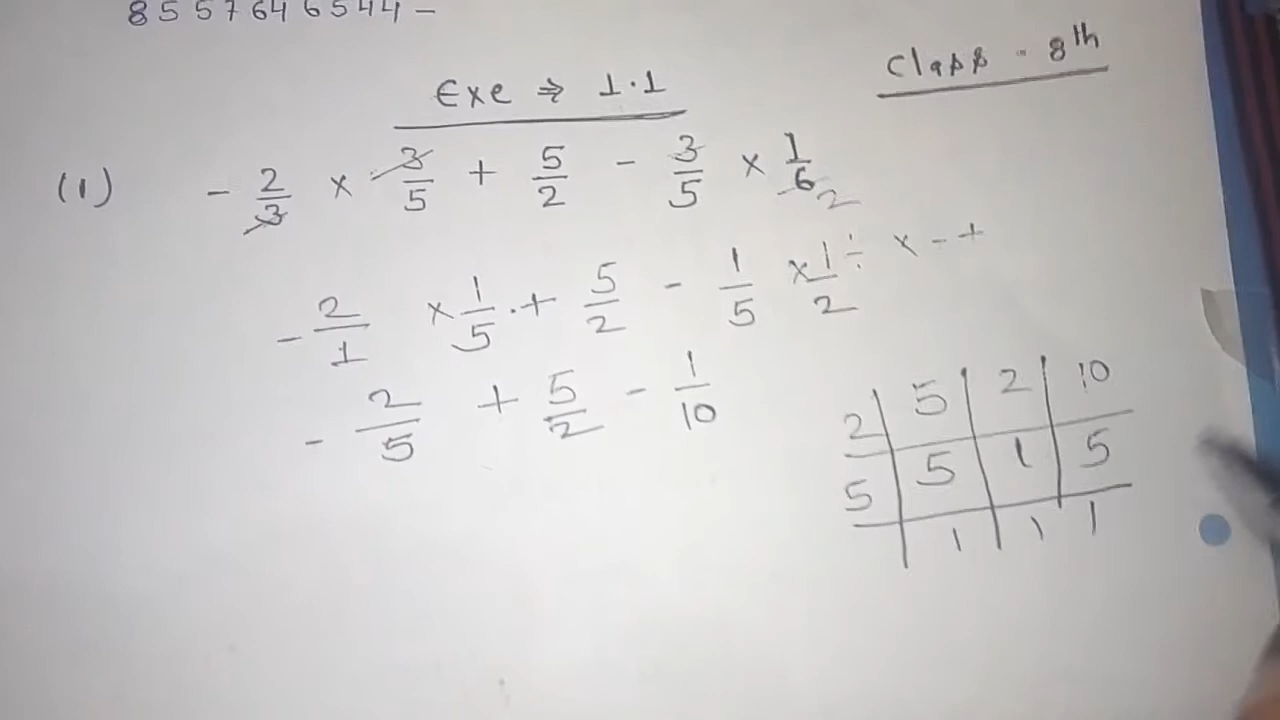 8557646544 -
Class - 8th
Exe ⇒ 1.1
(1) - 2/3 × 3/5 + 5/2 - 3/5 × 1/6 2
- 2/1 × 1/5 . + 5/2 - 1/5 × 1/2 ÷ × - +
- 2/5 + 5/2 - 1/10
2 | 5 | 2 | 10
5 | 5 | 1 | 5
| 1 | 1 1